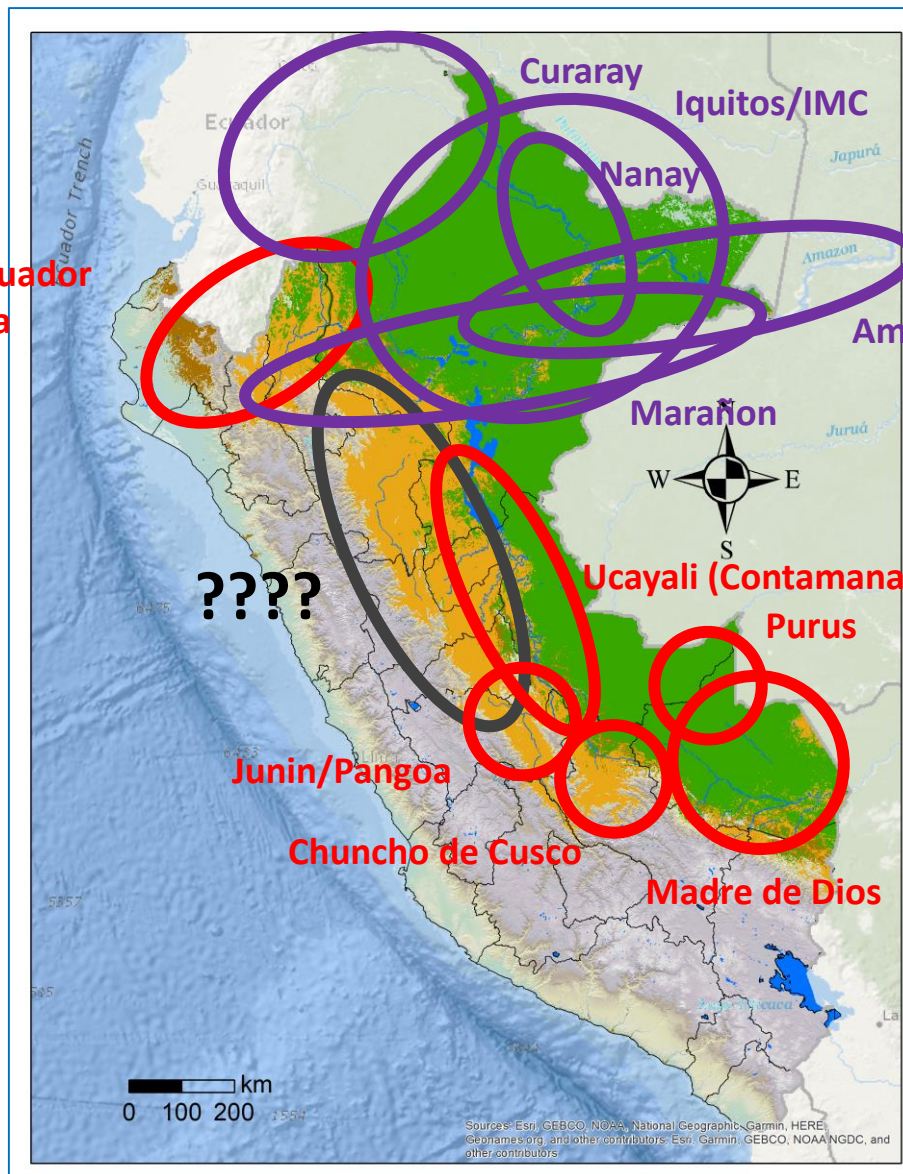 Curaray
Iquitos/IMC
Ecuador
Japurá
Nanay
Guayaquil
Amazon
uador
a
Am
Marañon
Juruá
N
W E
S
Ucayali (Contamana
????
Purus
6475
Junin/Pangoa
Chuncho de Cusco
Madre de Dios
km
0 100 200
Sources: Esri, GEBCO, NOAA, National Geographic, Garmin, HERE,
Geonames.org, and other contributors; Esri, Garmin, GEBCO, NOAA NGDC, and
other contributors